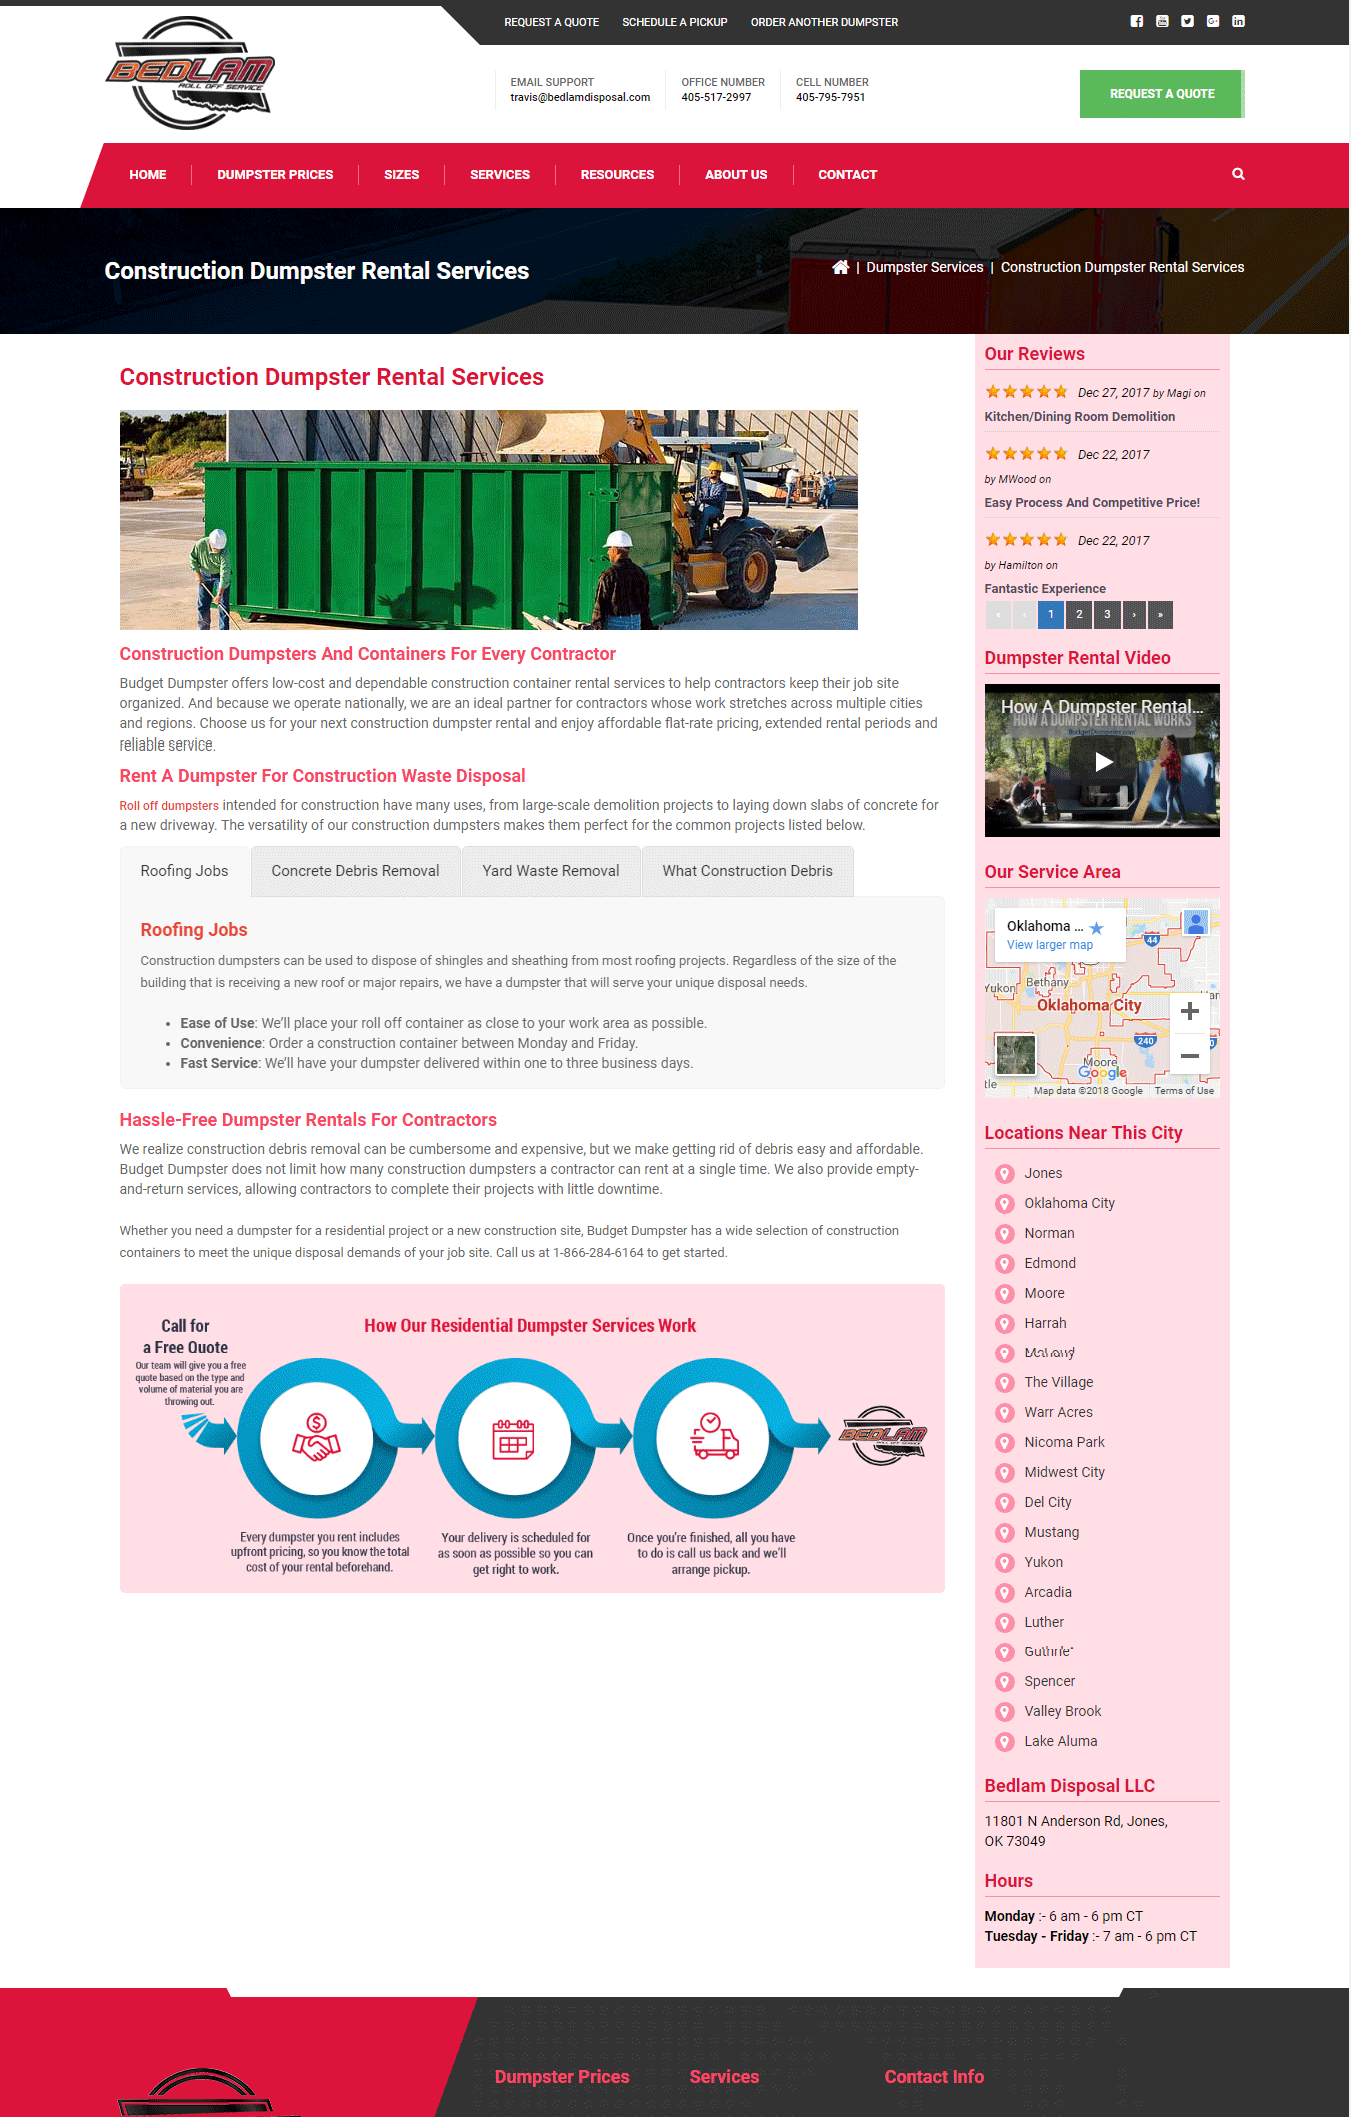 REQUEST A QUOTE SCHEDULE A PICKUP ORDER ANOTHER DUMPSTER
BEDLAM
ROLL OFF SERVICE
EMAIL SUPPORT OFFICE NUMBER CELL NUMBER
travis@bedlamdisposal.com 405-517-2997 405-795-7951
REQUEST A QUOTE
HOME DUMPSTER PRICES SIZES SERVICES RESOURCES ABOUT US CONTACT
Construction Dumpster Rental Services
| Dumpster Services | Construction Dumpster Rental Services
Construction Dumpster Rental Services
Construction Dumpsters And Containers For Every Contractor
Budget Dumpster offers low-cost and dependable construction container rental services to help contractors keep their job site
organized. And because we operate nationally, we are an ideal partner for contractors whose work stretches across multiple cities
and regions. Choose us for your next construction dumpster rental and enjoy affordable flat-rate pricing, extended rental periods and
reliable service.
Rent A Dumpster For Construction Waste Disposal
Roll off dumpsters intended for construction have many uses, from large-scale demolition projects to laying down slabs of concrete for
a new driveway. The versatility of our construction dumpsters makes them perfect for the common projects listed below.
Roofing Jobs Concrete Debris Removal Yard Waste Removal What Construction Debris
Roofing Jobs
Construction dumpsters can be used to dispose of shingles and sheathing from most roofing projects. Regardless of the size of the
building that is receiving a new roof or major repairs, we have a dumpster that will serve your unique disposal needs.
• Ease of Use: We'll place your roll off container as close to your work area as possible.
• Convenience: Order a construction container between Monday and Friday.
• Fast Service: We'll have your dumpster delivered within one to three business days.
Hassle-Free Dumpster Rentals For Contractors
We realize construction debris removal can be cumbersome and expensive, but we make getting rid of debris easy and affordable.
Budget Dumpster does not limit how many construction dumpsters a contractor can rent at a single time. We also provide empty-
and-return services, allowing contractors to complete their projects with little downtime.
Whether you need a dumpster for a residential project or a new construction site, Budget Dumpster has a wide selection of construction
containers to meet the unique disposal demands of your job site. Call us at 1-866-284-6164 to get started.
Call for
a Free Quote
Our team will give you a free
quote based on the type and
volume of material you are
throwing out.
How Our Residential Dumpster Services Work
BEDLAM
ROLL OFF SERVICE
Every dumpster you rent includes
upfront pricing, so you know the total
cost of your rental beforehand.
Your delivery is scheduled for
as soon as possible so you can
get right to work.
Once you're finished, all you have
to do is call us back and we'll
arrange pickup.
Our Reviews
Dec 27, 2017 by Magi on
Kitchen/Dining Room Demolition
Dec 22, 2017
by MWood on
Easy Process And Competitive Price!
Dec 22, 2017
by Hamilton on
Fantastic Experience
« ‹ 1 2 3 › »
Dumpster Rental Video
How A Dumpster Rental...
HOW A DUMPSTER RENTAL WORKS
BudgetDumpster.com
Our Service Area
Oklahoma ...
View larger map
44
Yukon Bethany Har
Oklahoma City
240
Moore
Google
tle
Map data ©2018 Google Terms of Use
Locations Near This City
Jones
Oklahoma City
Norman
Edmond
Moore
Harrah
The Village
Warr Acres
Nicoma Park
Midwest City
Del City
Mustang
Yukon
Arcadia
Luther
Guthrie
Spencer
Valley Brook
Lake Aluma
Bedlam Disposal LLC
11801 N Anderson Rd, Jones,
OK 73049
Hours
Monday :- 6 am - 6 pm CT
Tuesday - Friday :- 7 am - 6 pm CT
Dumpster Prices Services Contact Info